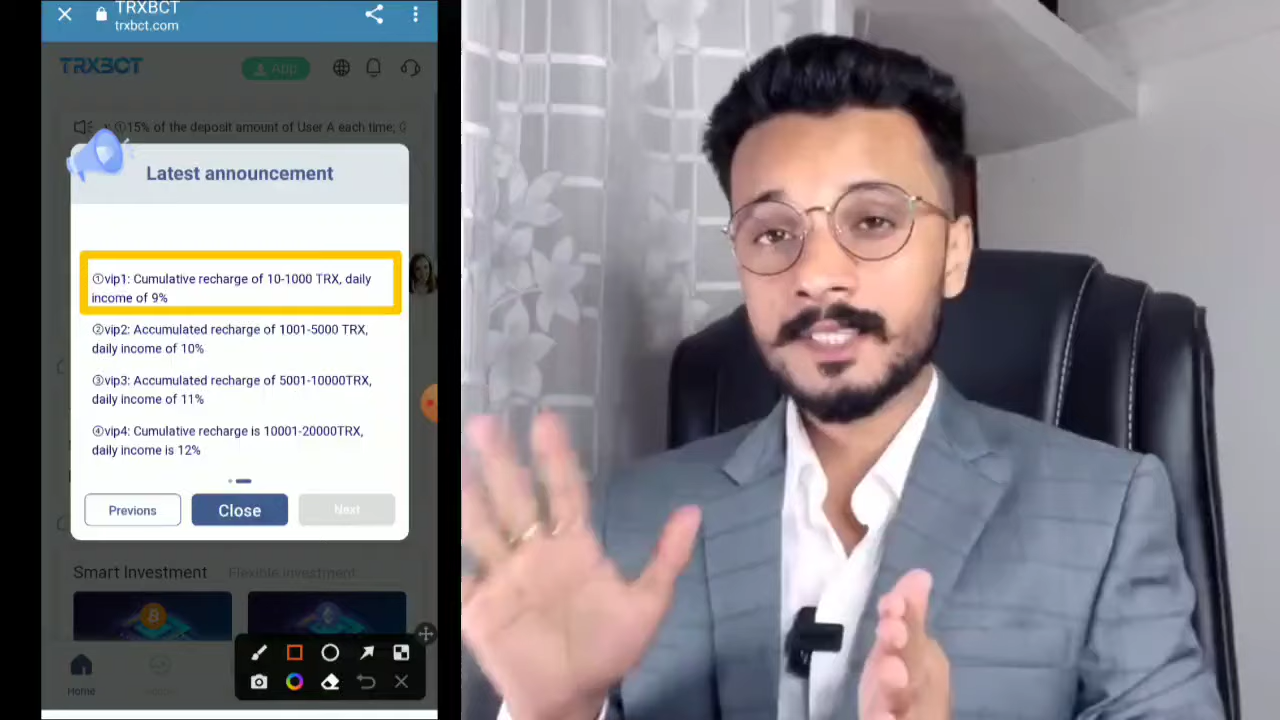 TRXBCT
trxbct.com
TRXBCT
App
①15% of the deposit amount of User A each time;
Latest announcement
①vip1: Cumulative recharge of 10-1000 TRX, daily
income of 9%
②vip2: Accumulated recharge of 1001-5000 TRX,
daily income of 10%
③vip3: Accumulated recharge of 5001-10000TRX,
daily income of 11%
④vip4: Cumulative recharge is 10001-20000TRX,
daily income is 12%
Previons
Close
Next
Smart Investment
Flexible investment
Home